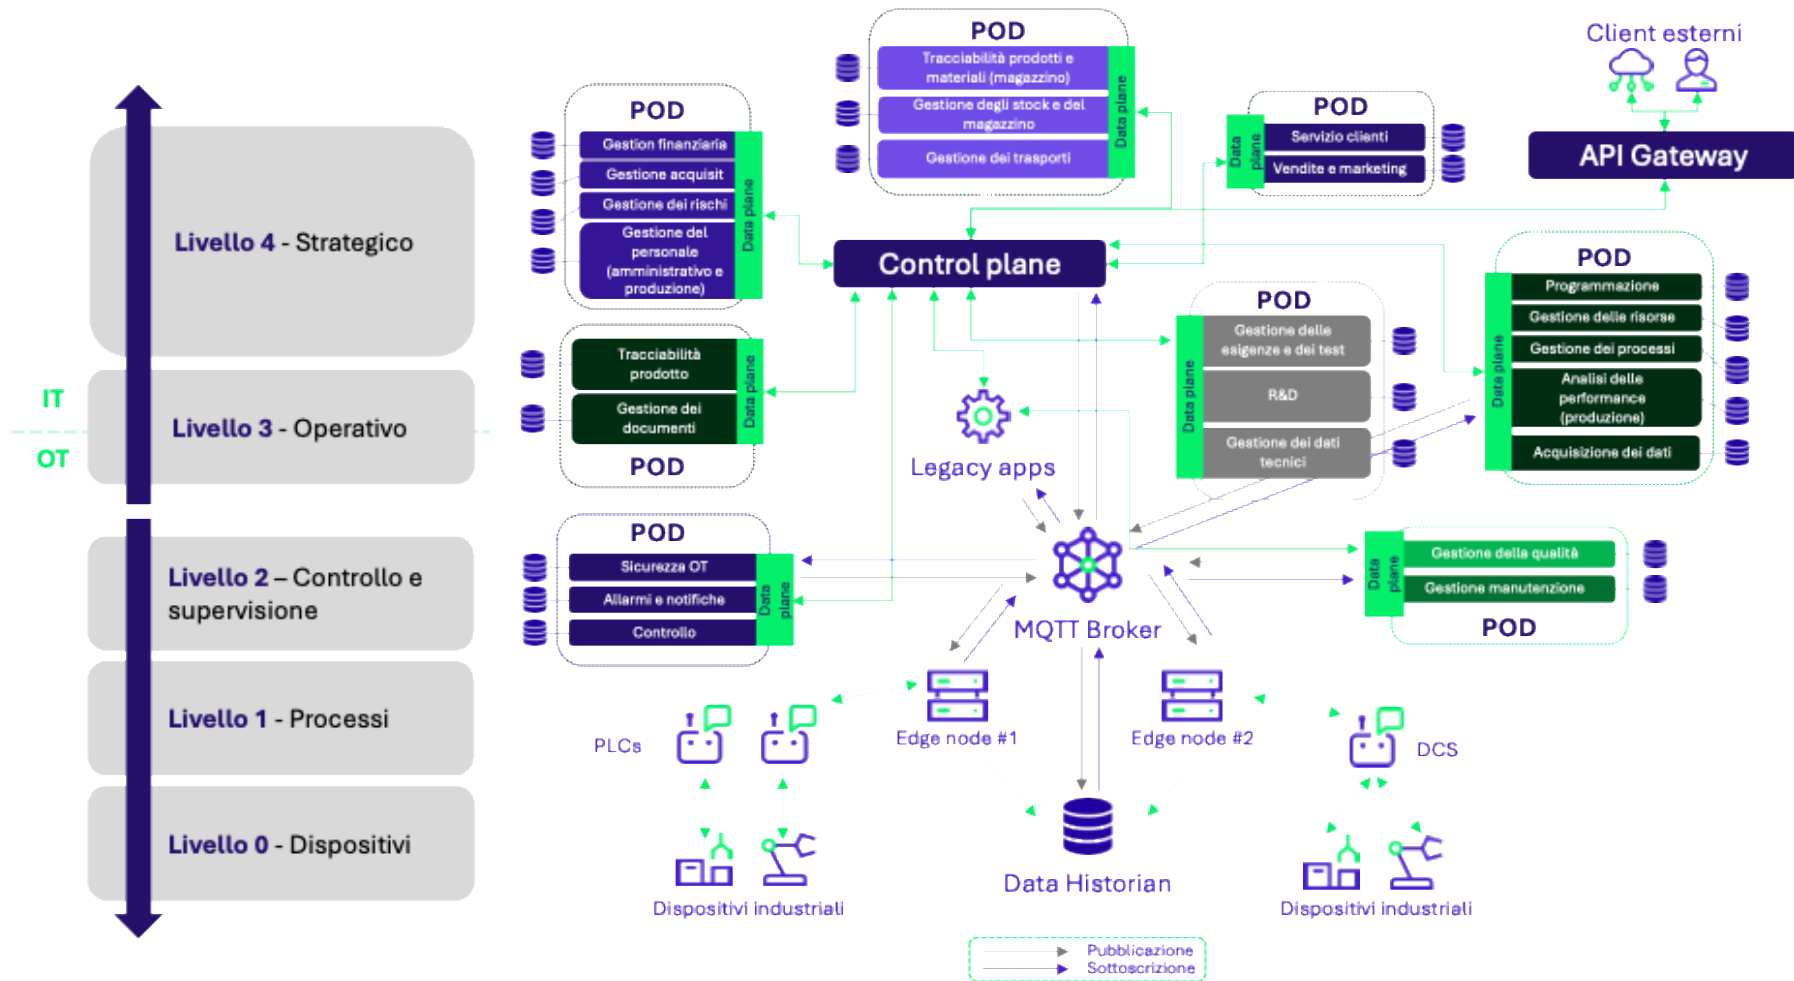 Livello 4 - Strategico
IT
Livello 3 - Operativo
OT
Livello 2 – Controllo e
supervisione
Livello 1 - Processi
Livello 0 - Dispositivi
POD
Gestion finanziaria
Gestione acquisit
Gestione dei rischi
Gestione del
personale
(amministrativo e
produzione)
Data plane
POD
Tracciabilità prodotti e
materiali (magazzino)
Gestione degli stock e del
magazzino
Gestione dei trasporti
Data plane
POD
Data
plane
Servizio clienti
Vendite e marketing
Client esterni
API Gateway
Control plane
Tracciabilità
prodotto
Gestione dei
documenti
Data plane
POD
Legacy apps
POD
Data plane
Gestione delle
esigenze e dei test
R&D
Gestione dei dati
tecnici
POD
Data plane
Programmazione
Gestione delle risorse
Gestione dei processi
Analisi delle
performance
(produzione)
Acquisizione dei dati
POD
Sicurezza OT
Allarmi e notifiche
Controllo
Data
plane
MQTT Broker
Data
plane
Gestione della qualità
Gestione manutenzione
POD
PLCs
Edge node #1
Edge node #2
DCS
Data Historian
Dispositivi industriali
Dispositivi industriali
Pubblicazione
Sottoscrizione